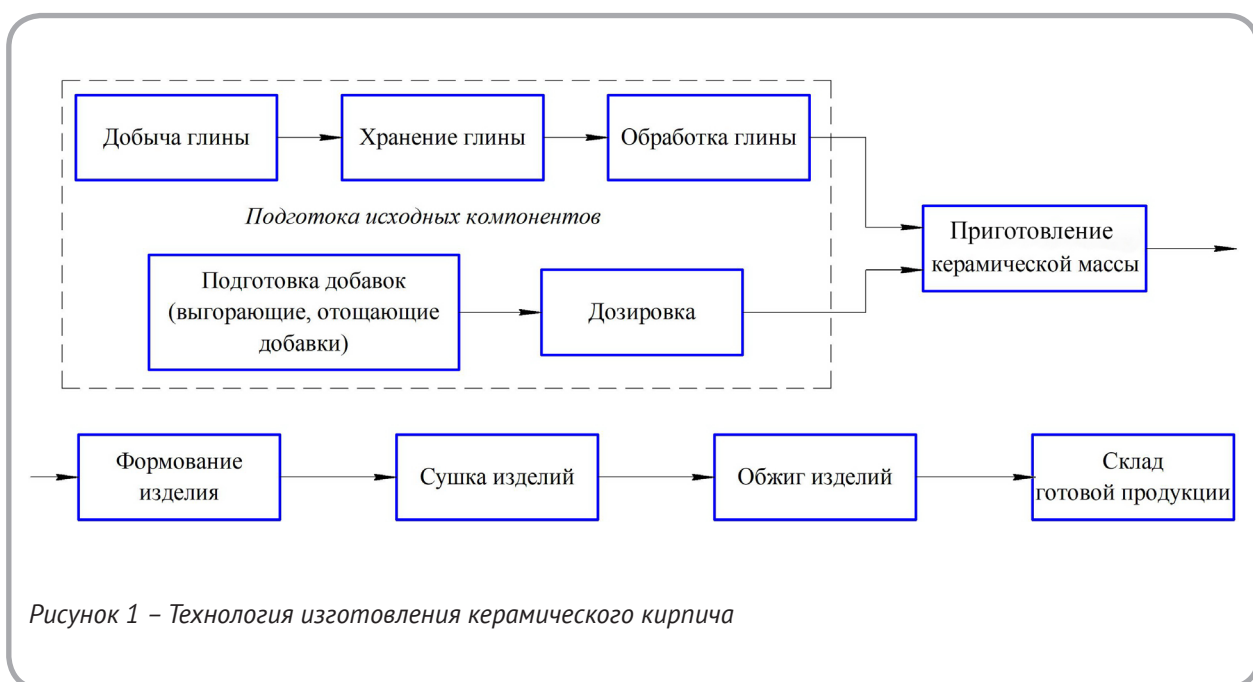 Добыча глины
Хранение глины
Обработка глины
Подготока исходных компонентов
Подготовка добавок
(выгорающие, отощающие
добавки)
Дозировка
Приготовление
керамической массы
Формование
изделия
Сушка изделий
Обжиг изделий
Склад
готовой продукции
Рисунок 1 – Технология изготовления керамического кирпича